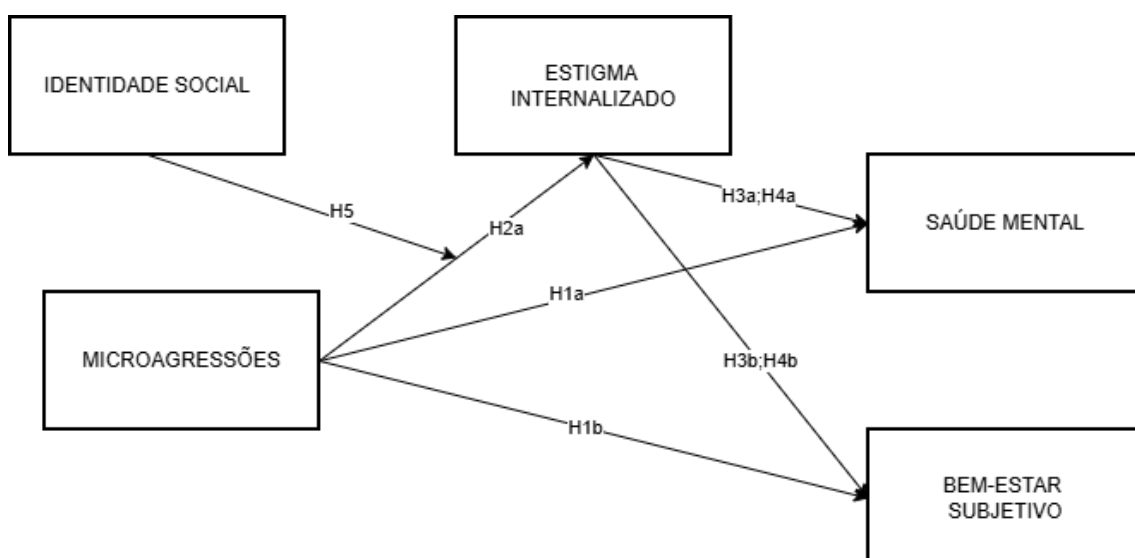 IDENTIDADE SOCIAL
ESTIGMA
INTERNALIZADO
H3a;H4a
SAÚDE MENTAL
H5
H2a
H1a
MICROAGRESSÕES
H3b;H4b
H1b
BEM-ESTAR
SUBJETIVO